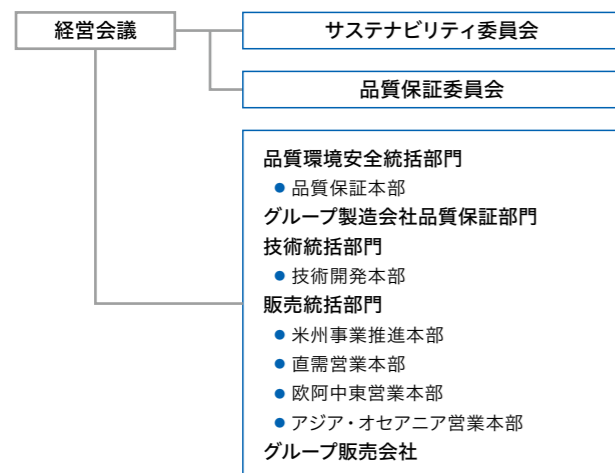 経営会議
サステナビリティ委員会
品質保証委員会
品質環境安全統括部門
● 品質保証本部
グループ製造会社品質保証部門
技術統括部門
● 技術開発本部
販売統括部門
● 米州事業推進本部
● 直需営業本部
● 欧阿中東営業本部
● アジア・オセアニア営業本部
グループ販売会社